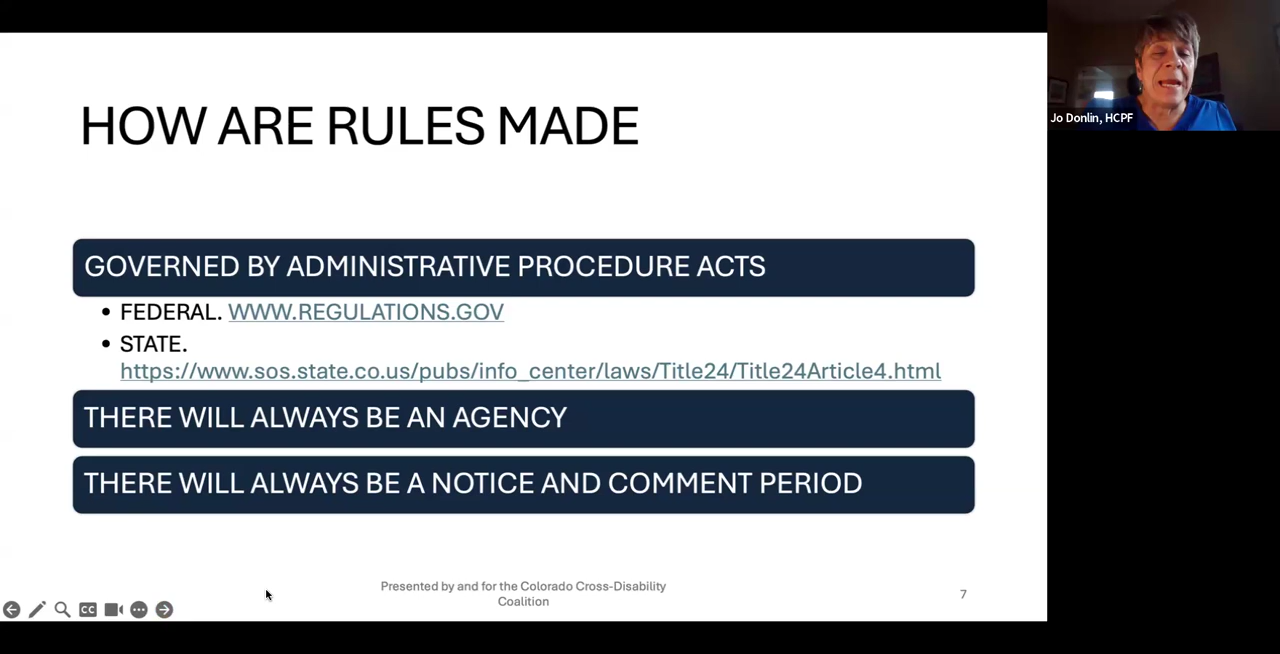 HOW ARE RULES MADE
GOVERNED BY ADMINISTRATIVE PROCEDURE ACTS
• FEDERAL. WWW.REGULATIONS.GOV
• STATE.
https://www.sos.state.co.us/pubs/info_center/laws/Title24/Title24Article4.html
THERE WILL ALWAYS BE AN AGENCY
THERE WILL ALWAYS BE A NOTICE AND COMMENT PERIOD
Presented by and for the Colorado Cross-Disability
Coalition
7
CC
Jo Donlin, HCPF